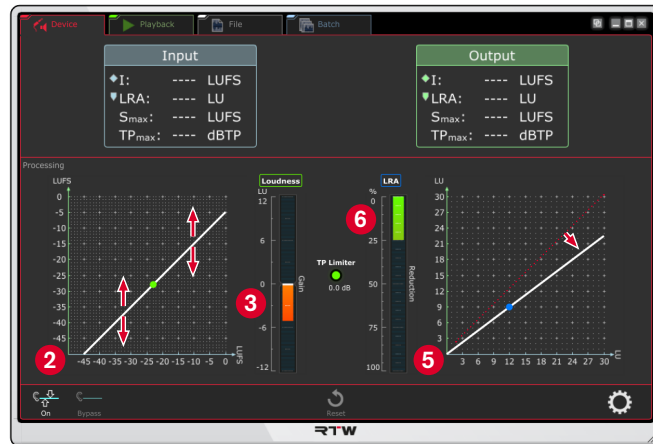 Device Playback File Batch
Input Output
I: ---- LUFS I: ---- LUFS
LRA: ---- LU LRA: ---- LU
Smax: ---- LUFS Smax: ---- LUFS
TPmax: ---- dBTP TPmax: ---- dBTP
Processing
LUFS Loudness LRA LU
LU %
0 12 0 30
-5 27
-10 6 24
-15 25 21
-20 TP Limiter 18
-25 0 Gain 50 Reduction 15
-30 0.0 dB 12
-35 9
-40 -6 75 6
-45 3
-12 100
-45 -40 -35 -30 -25 -20 -15 -10 -5 0 LUFS
3 6 9 12 15 18 21 24 27 30 LU
2 3 6 5
On Bypass Reset
RTW